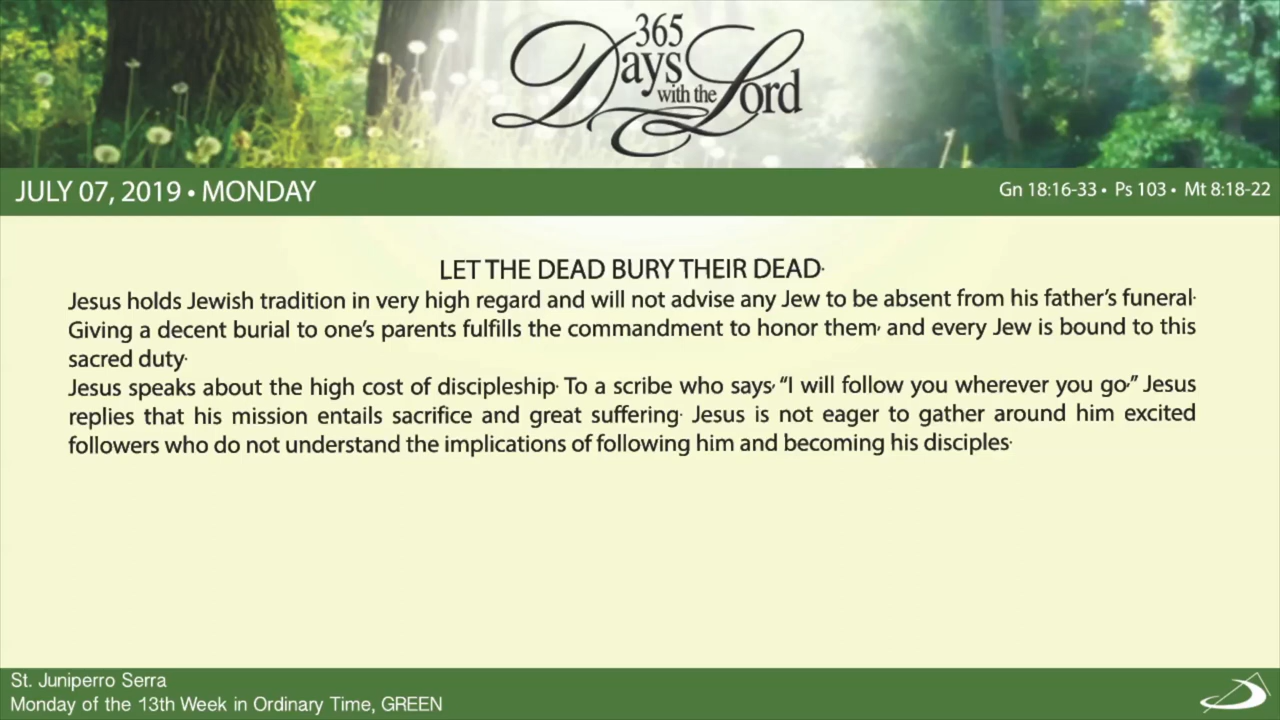 365
Days
with the Lord
JULY 07, 2019 • MONDAY
Gn 18:16-33 • Ps 103 • Mt 8:18-22
LET THE DEAD BURY THEIR DEAD·
Jesus holds Jewish tradition in very high regard and will not advise any Jew to be absent from his father’s funeral·
Giving a decent burial to one’s parents fulfills the commandment to honor them· and every Jew is bound to this
sacred duty·
Jesus speaks about the high cost of discipleship· To a scribe who says· “I will follow you wherever you go·” Jesus
replies that his mission entails sacrifice and great suffering· Jesus is not eager to gather around him excited
followers who do not understand the implications of following him and becoming his disciples·
St. Juniperro Serra
Monday of the 13th Week in Ordinary Time, GREEN